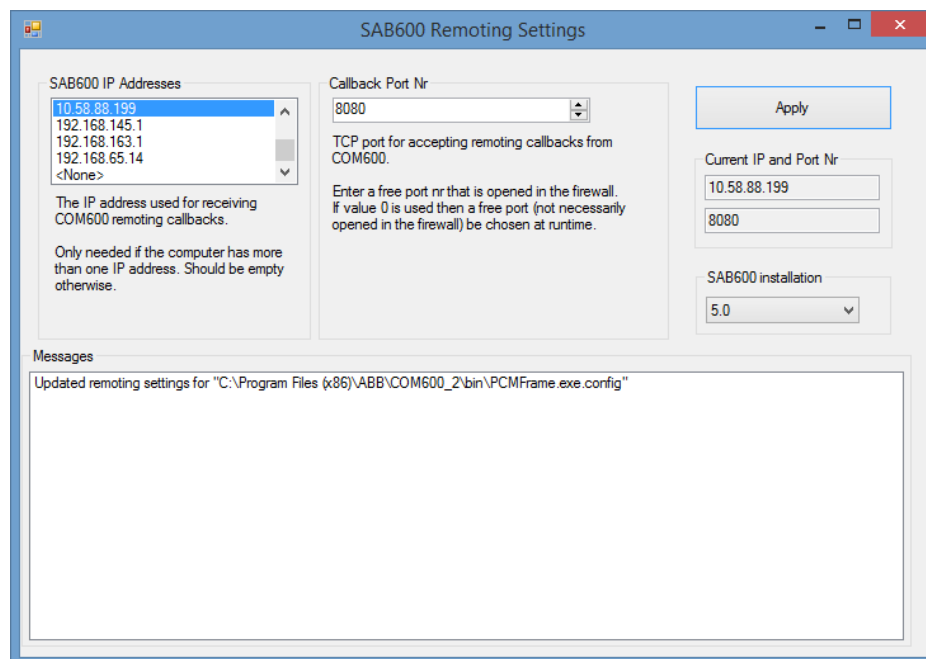 SAB600 Remoting Settings
SAB600 IP Addresses
10.58.88.199
192.168.145.1
192.168.163.1
192.168.65.14
<None>
The IP address used for receiving
COM600 remoting callbacks.
Only needed if the computer has more
than one IP address. Should be empty
otherwise.
Callback Port Nr
8080
TCP port for accepting remoting callbacks from
COM600.
Enter a free port nr that is opened in the firewall.
If value 0 is used then a free port (not necessarily
opened in the firewall) be chosen at runtime.
Apply
Current IP and Port Nr
10.58.88.199
8080
SAB600 installation
5.0
Messages
Updated remoting settings for "C:\Program Files (x86)\ABB\COM600_2\bin\PCMFrame.exe.config"